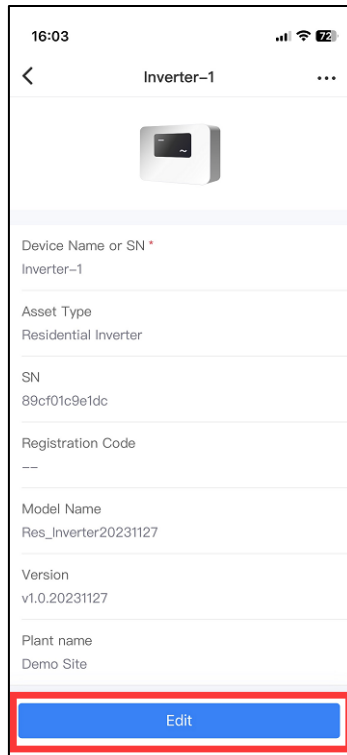 16:03
72
Inverter-1
Device Name or SN *
Inverter-1
Asset Type
Residential Inverter
SN
89cf01c9e1dc
Registration Code
--
Model Name
Res_Inverter20231127
Version
v1.0.20231127
Plant name
Demo Site
Edit